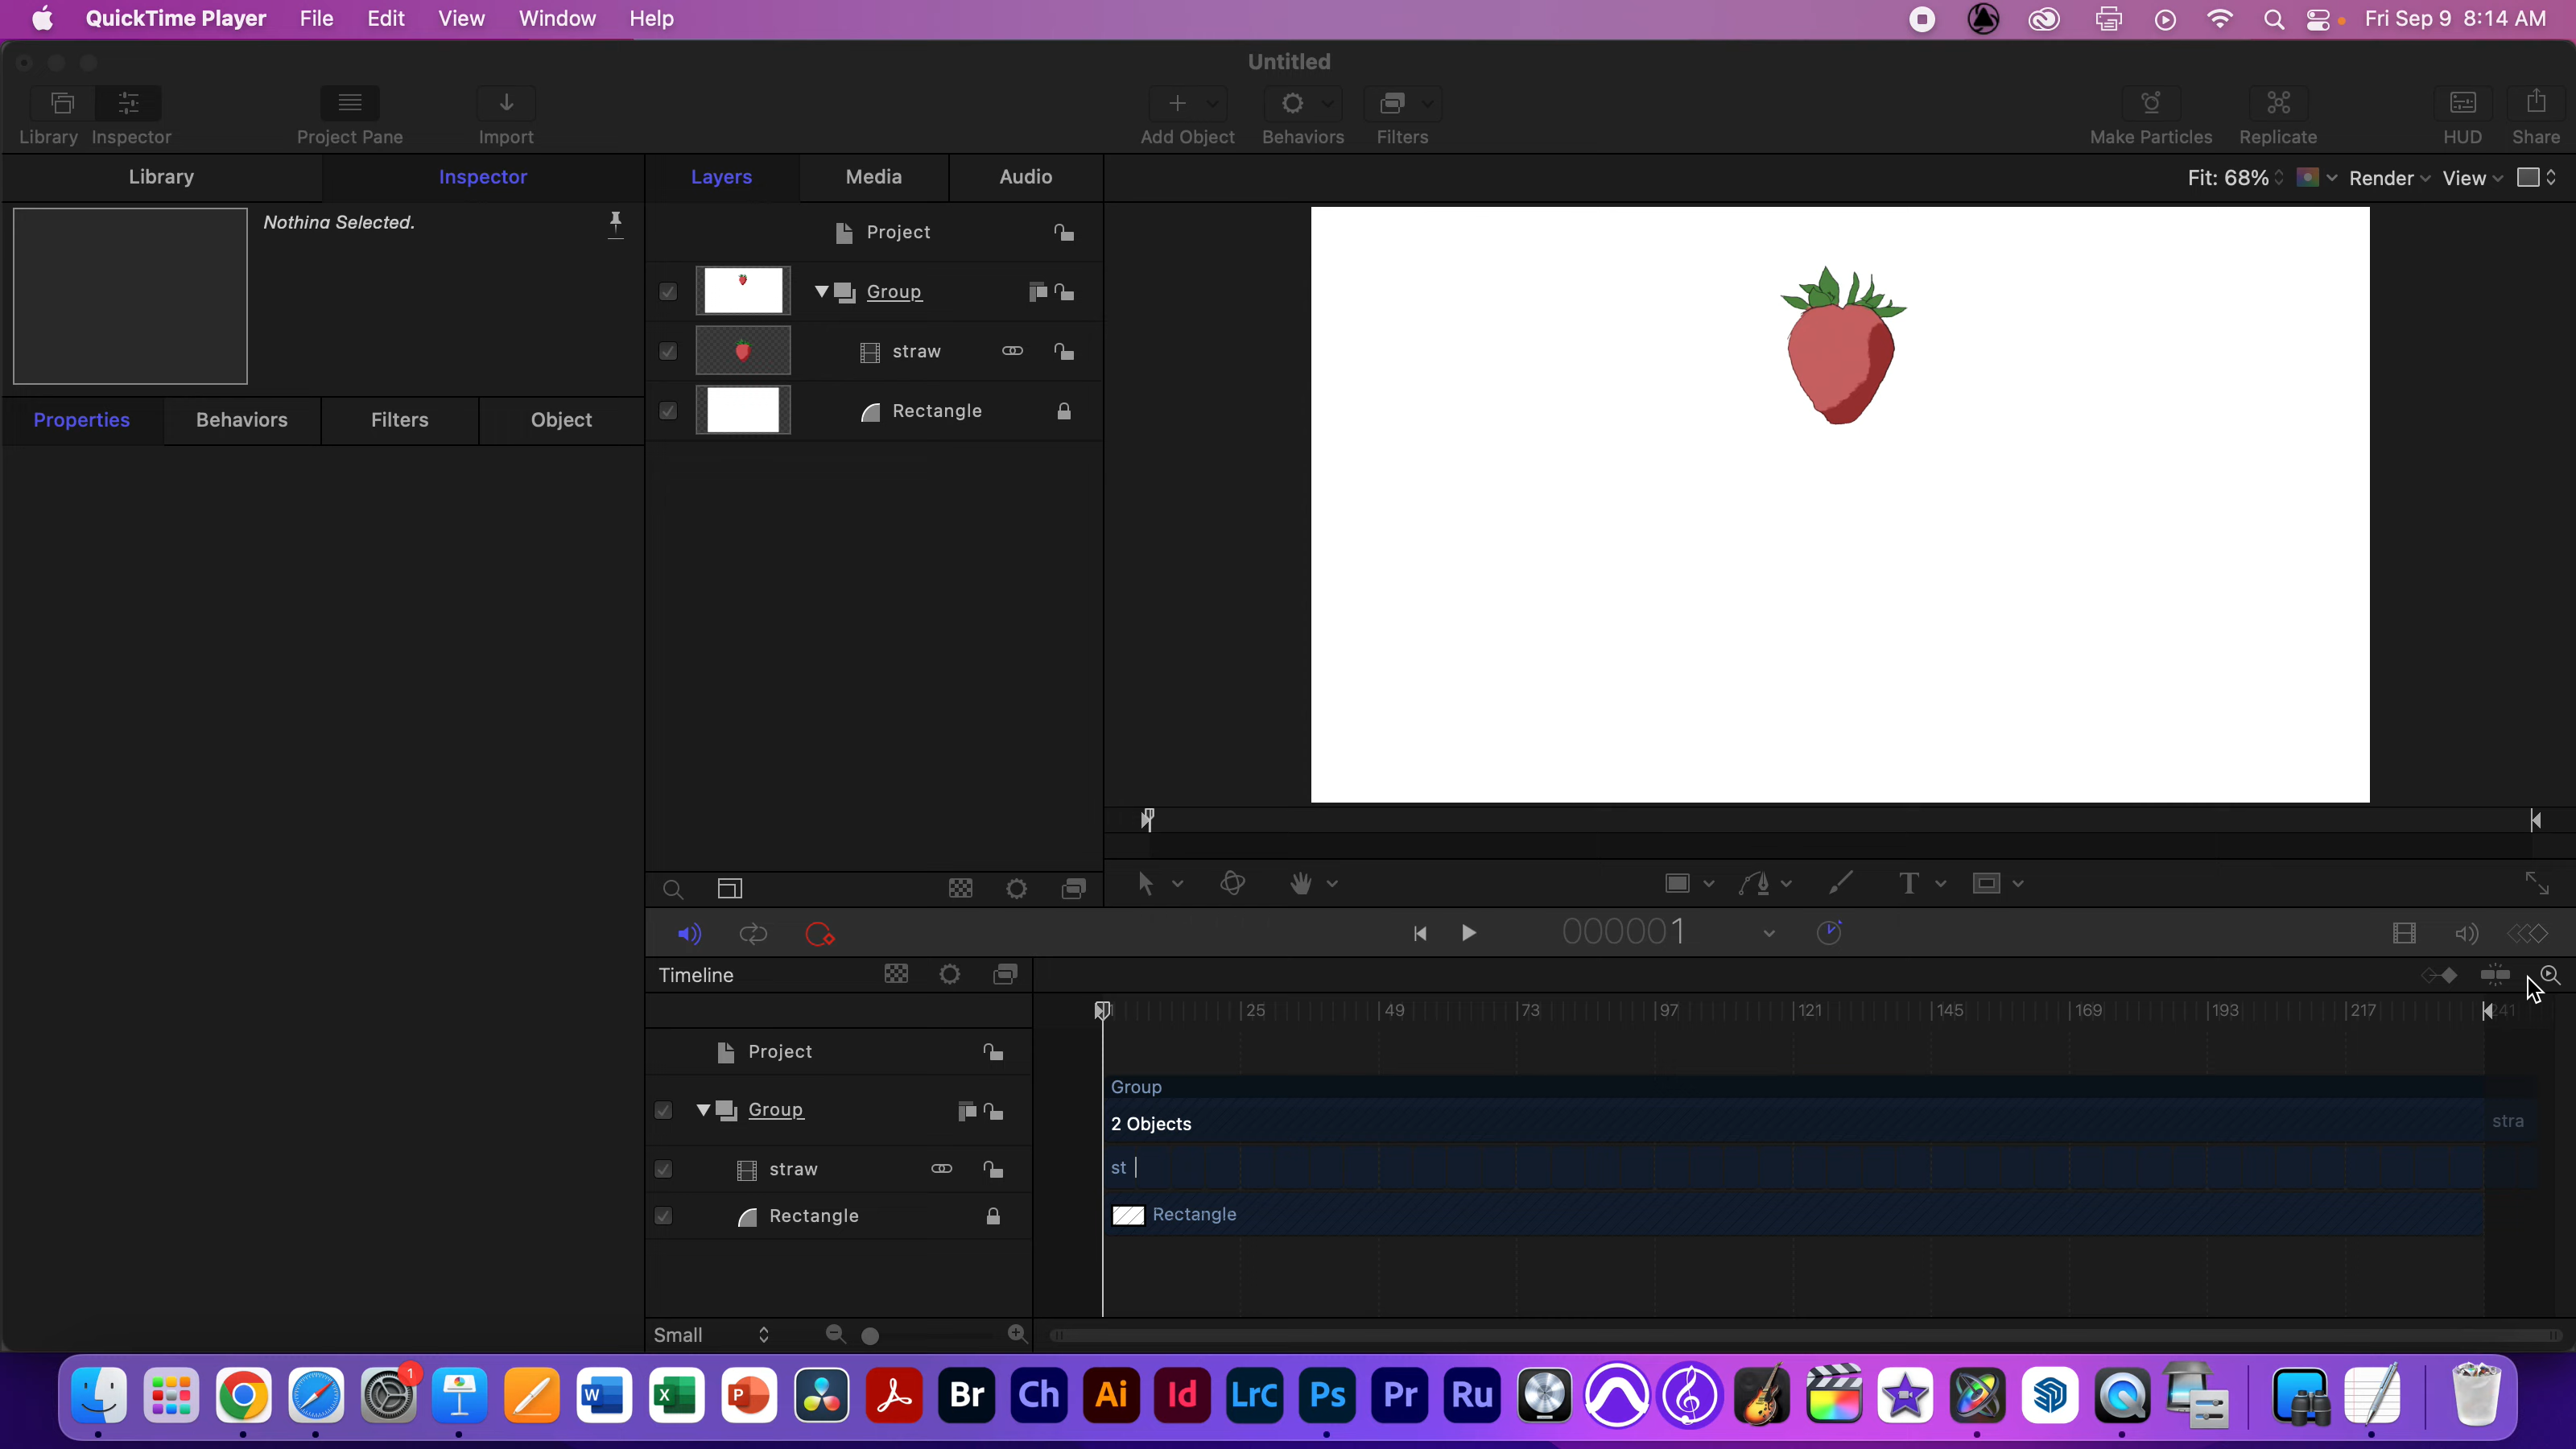 QuickTime Player File Edit View Window Help Fri Sep 9 8:14 AM
Untitled
Library Inspector Project Pane Import Add Object Behaviors Filters Make Particles Replicate HUD Share
Library Inspector Layers Media Audio Fit: 68% Render View
Nothing Selected.
Project
Group
straw
Rectangle
Properties Behaviors Filters Object
T
0000001
Timeline
1 25 49 73 97 121 145 169 193 217 241
Project
Group
Group
2 Objects stra
straw st
Rectangle Rectangle
Small
1
W X P Br Ch Ai Id LrC Ps Pr Ru